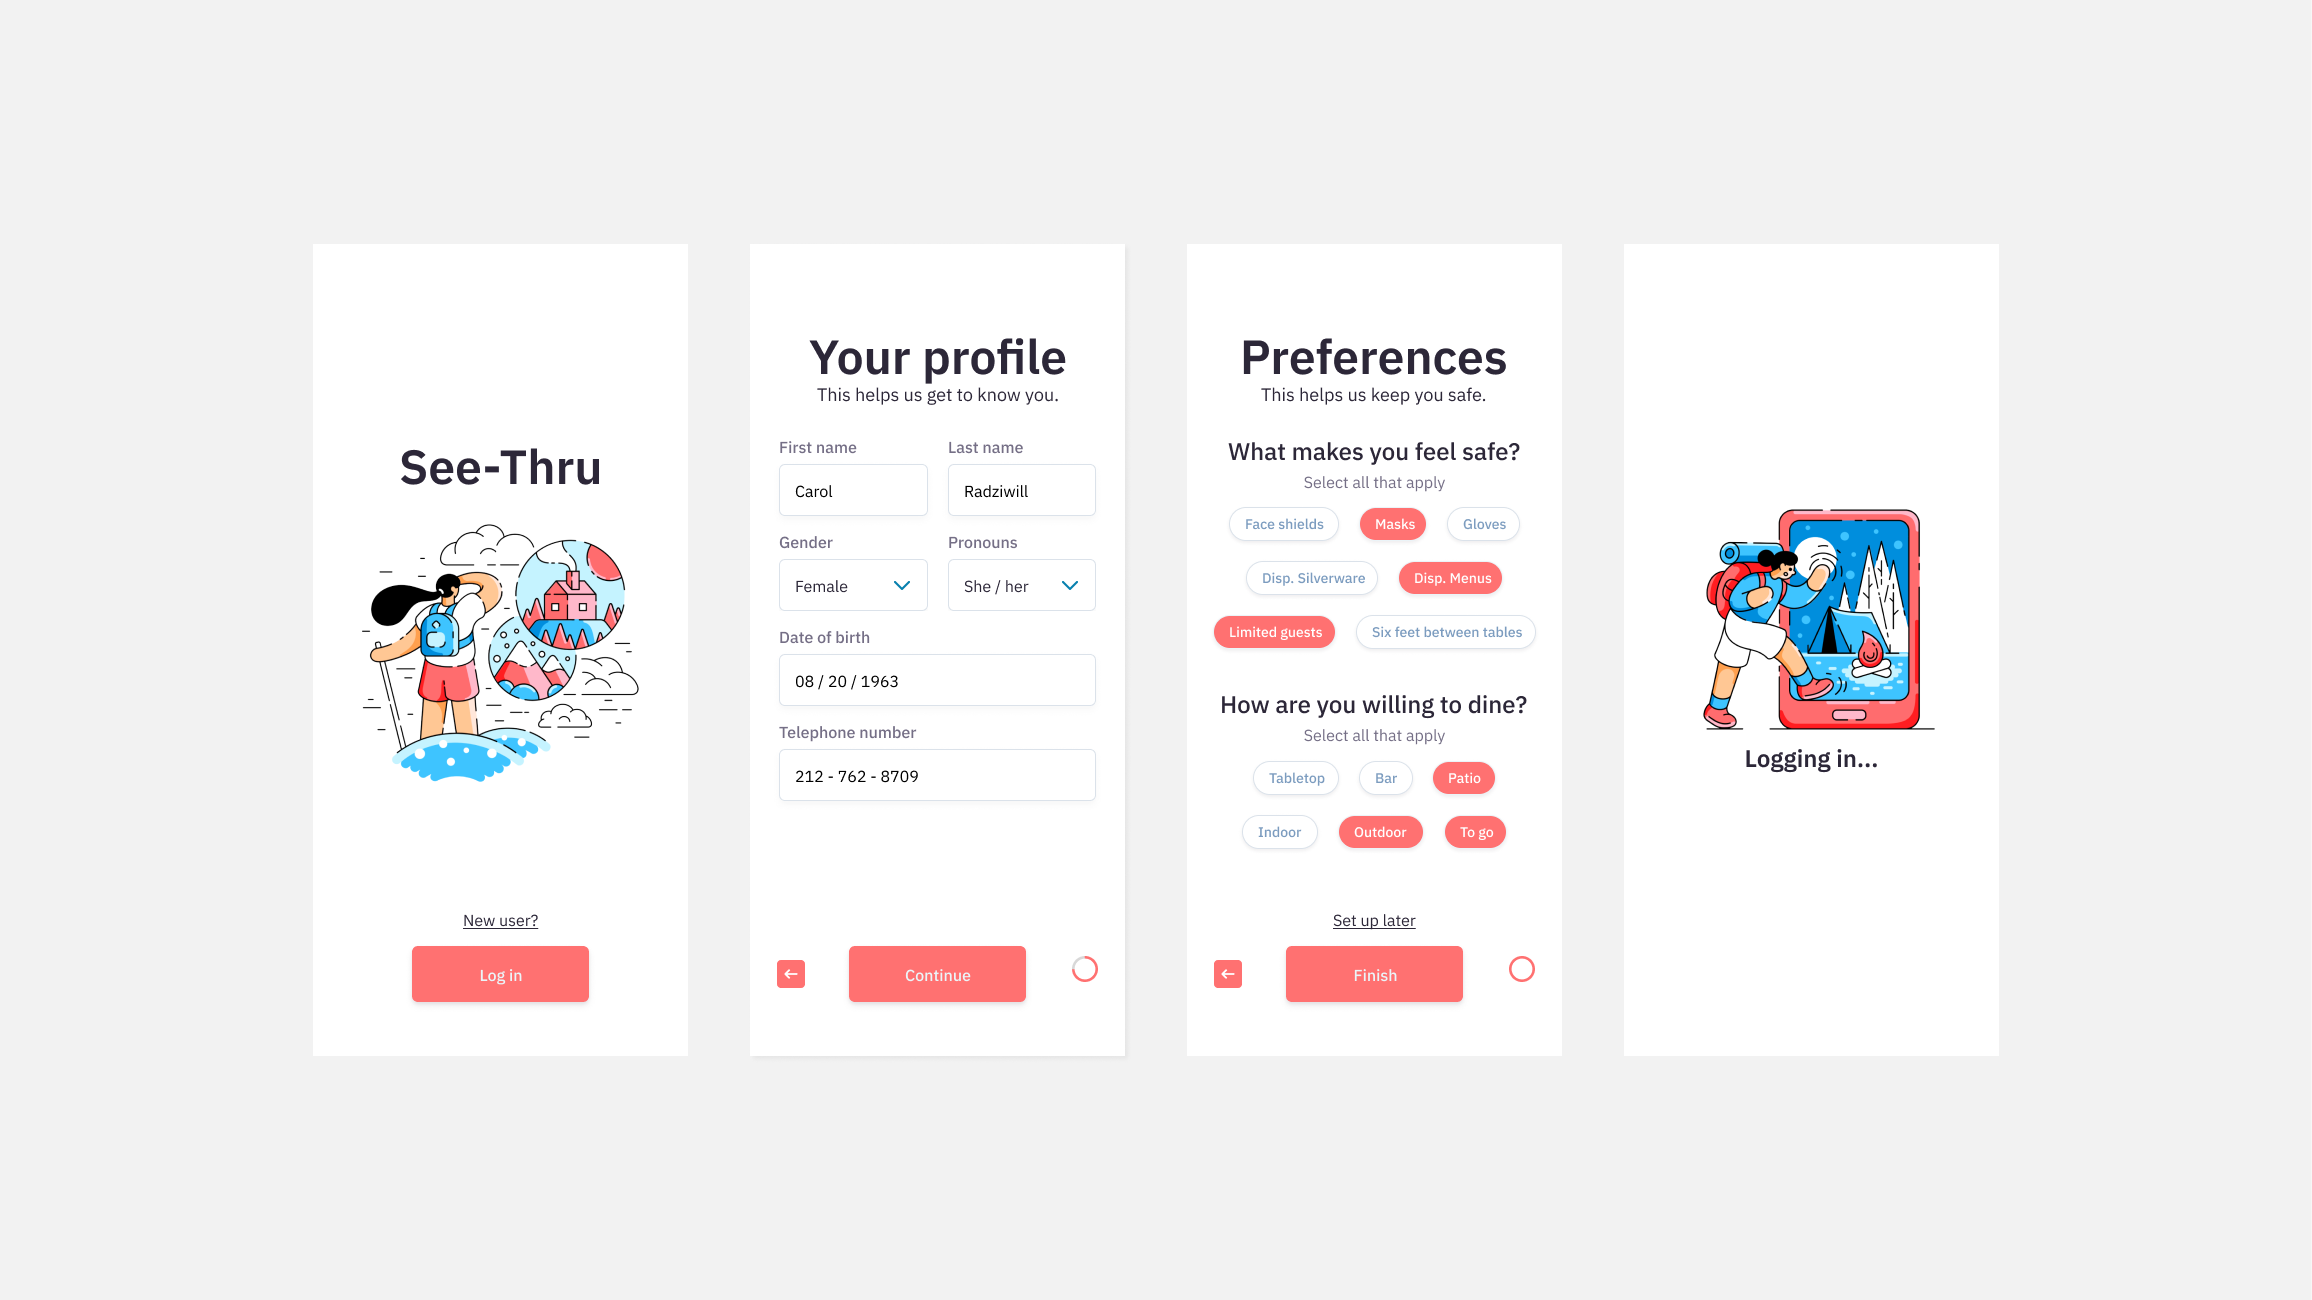 See-Thru
New user?
Log in
Your profile
This helps us get to know you.
First name
Last name
Carol
Radziwill
Gender
Pronouns
Female
She / her
Date of birth
08 / 20 / 1963
Telephone number
212 - 762 - 8709
Continue
Preferences
This helps us keep you safe.
What makes you feel safe?
Select all that apply
Face shields
Masks
Gloves
Disp. Silverware
Disp. Menus
Limited guests
Six feet between tables
How are you willing to dine?
Select all that apply
Tabletop
Bar
Patio
Indoor
Outdoor
To go
Set up later
Finish
Logging in...